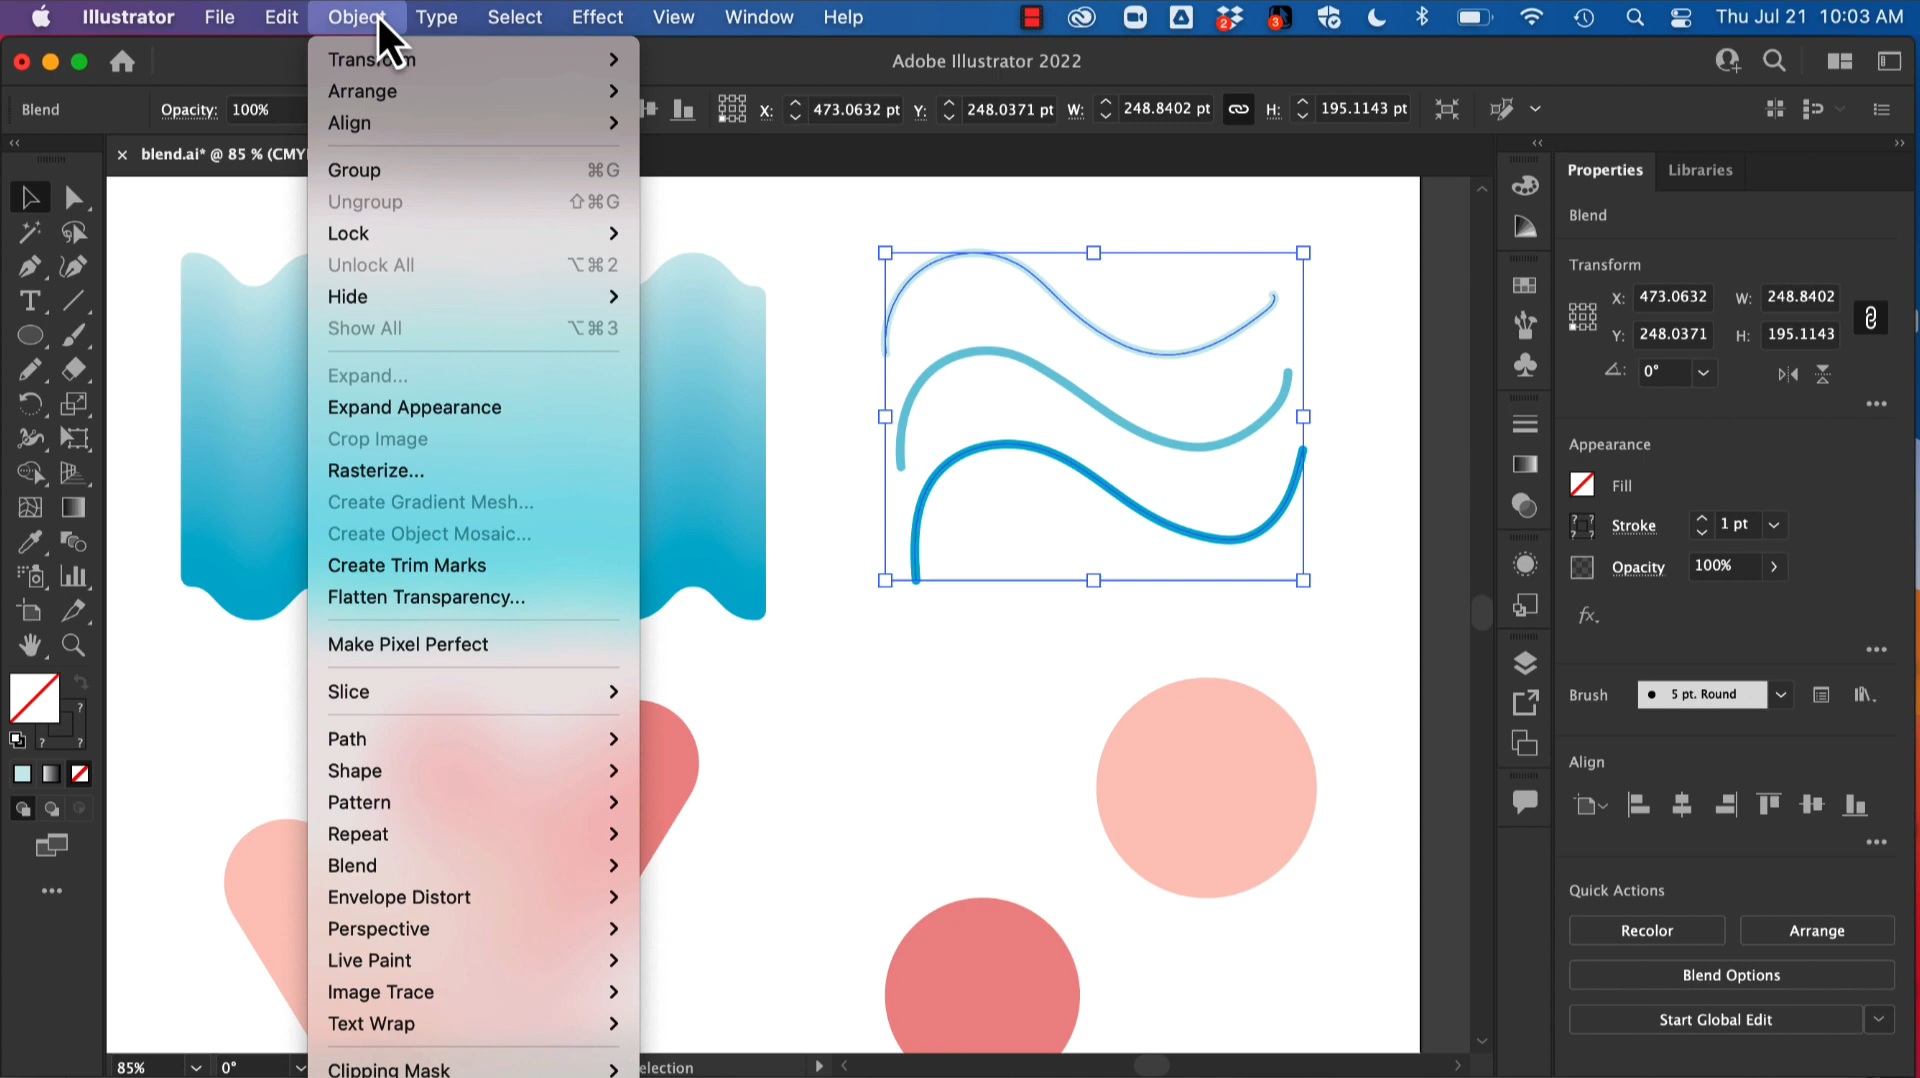 Illustrator File Edit Object Type Select Effect View Window Help 2 3 Thu Jul 21 10:03 AM
Adobe Illustrator 2022
Blend Opacity: 100% X: 473.0632 pt Y: 248.0371 pt W: 248.8402 pt H: 195.1143 pt
blend.ai* @ 85 % (CMY
Transform
Arrange
Align
Group ⌘G
Ungroup ⇧⌘G
Lock
Unlock All ⌥⌘2
Hide
Show All ⌥⌘3
Expand...
Expand Appearance
Crop Image
Rasterize...
Create Gradient Mesh...
Create Object Mosaic...
Create Trim Marks
Flatten Transparency...
Make Pixel Perfect
Slice
Path
Shape
Pattern
Repeat
Blend
Envelope Distort
Perspective
Live Paint
Image Trace
Text Wrap
Clipping Mask
85% 0° election
Properties Libraries
Blend
Transform
X: 473.0632 W: 248.8402
Y: 248.0371 H: 195.1143
0°
Appearance
Fill
Stroke 1 pt
Opacity 100%
fx.
Brush 5 pt. Round
Align
Quick Actions
Recolor Arrange
Blend Options
Start Global Edit